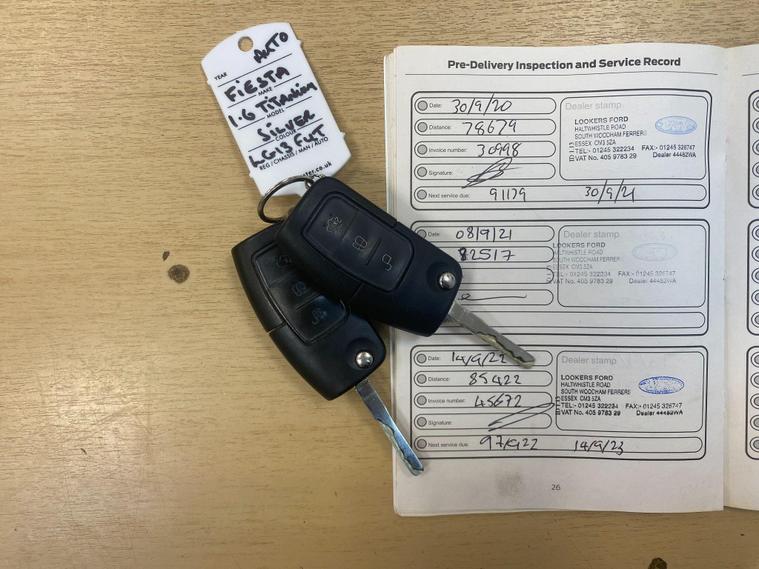 AUTO
YEAR
FIESTA
MAKE
1.6 TITANIUM
MODEL
SILVER
COLOUR
LG13 FUT
REG / CHASSIS / MAN / AUTO
Pre-Delivery Inspection and Service Record
Date: 30/9/20
Distance: 78679
Invoice number: 30998
Signature:
Next service due: 91179 30/9/21
Dealer stamp:
LOOKERS FORD
HALTWHISTLE ROAD
SOUTH WOODHAM FERRERS
ESSEX CM3 5ZA
TEL:- 01245 322234 FAX:- 01245 328747
VAT No. 405 9783 29 Dealer 44482WA
Date: 08/9/21
82517
Dealer stamp
LOOKERS FORD
HALTWHISTLE ROAD
SOUTH WOODHAM FERRER
ESSEX CM3 5ZA
TEL:- 01245 322234 FAX:- 01245 326747
VAT No. 405 9783 29 Dealer 44482WA
Date: 14/9/22
Distance: 85422
Invoice number: 45672
Signature:
Next service due: 97/922 14/9/23
Dealer stamp
LOOKERS FORD
HALTWHISTLE ROAD
SOUTH WOODHAM FERRERS
ESSEX CM3 5ZA
TEL:- 01245 322234 FAX:- 01245 326747
VAT No. 405 9783 29 Dealer 44482WA
26